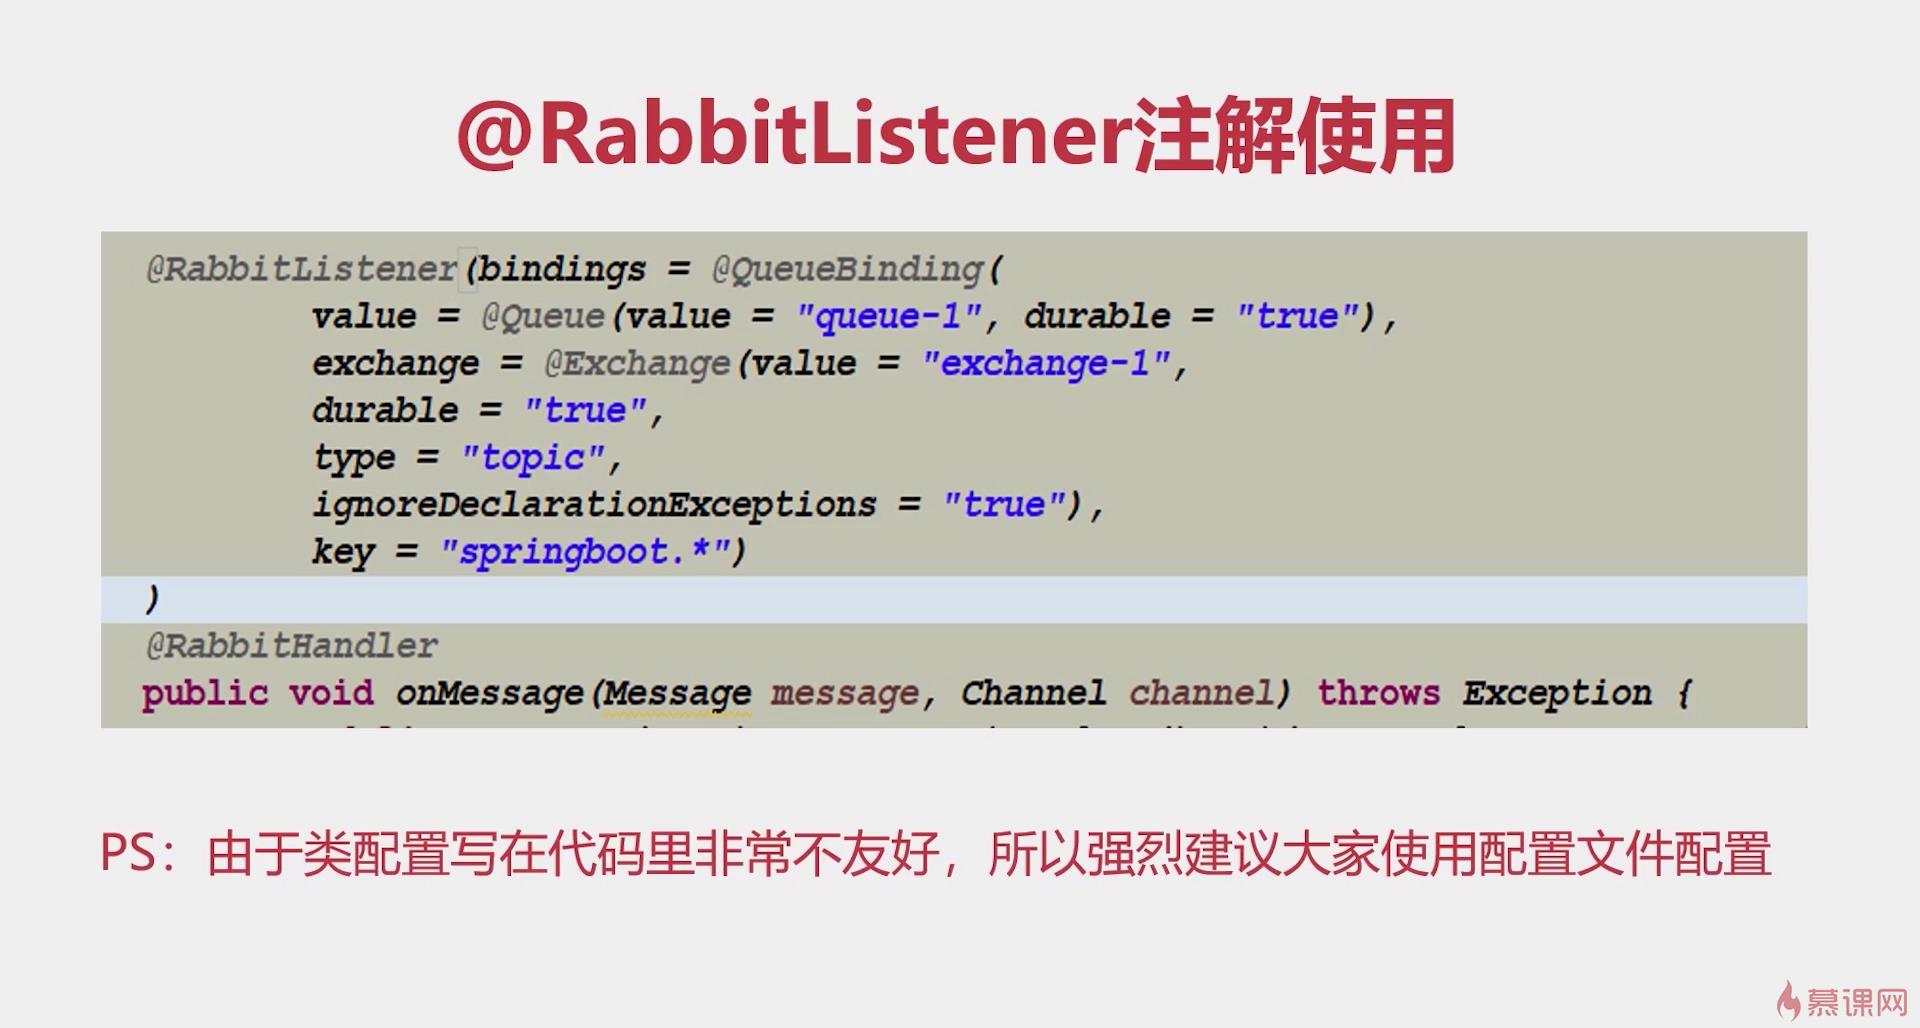 @RabbitListener注解使用
@RabbitListener(bindings = @QueueBinding(
value = @Queue(value = "queue-1", durable = "true"),
exchange = @Exchange(value = "exchange-1",
durable = "true",
type = "topic",
ignoreDeclarationExceptions = "true"),
key = "springboot.*")
)
@RabbitHandler
public void onMessage(Message message, Channel channel) throws Exception {
PS：由于类配置写在代码里非常不友好，所以强烈建议大家使用配置文件配置
慕课网